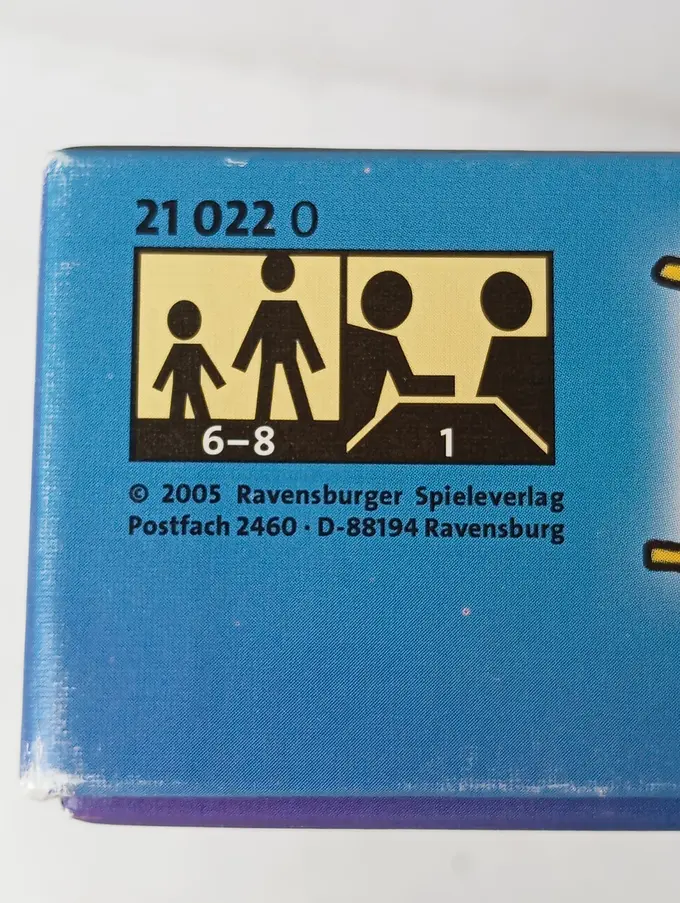 21 022 0
6–8
1
© 2005 Ravensburger Spieleverlag
Postfach 2460 · D-88194 Ravensburg